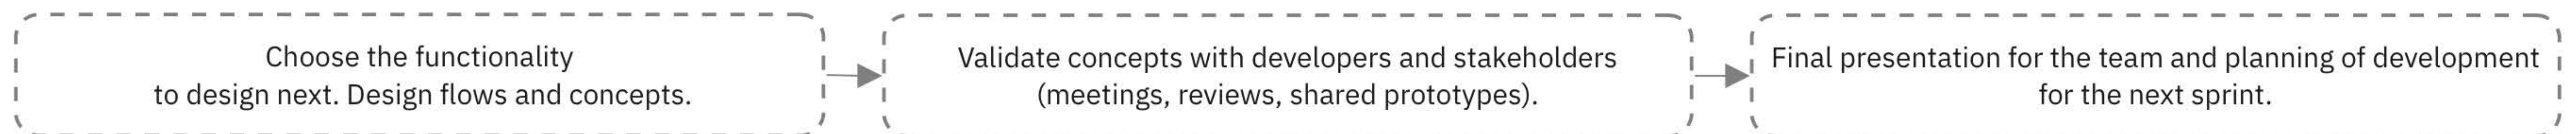 Choose the functionality
to design next. Design flows and concepts.
Validate concepts with developers and stakeholders
(meetings, reviews, shared prototypes).
Final presentation for the team and planning of development
for the next sprint.